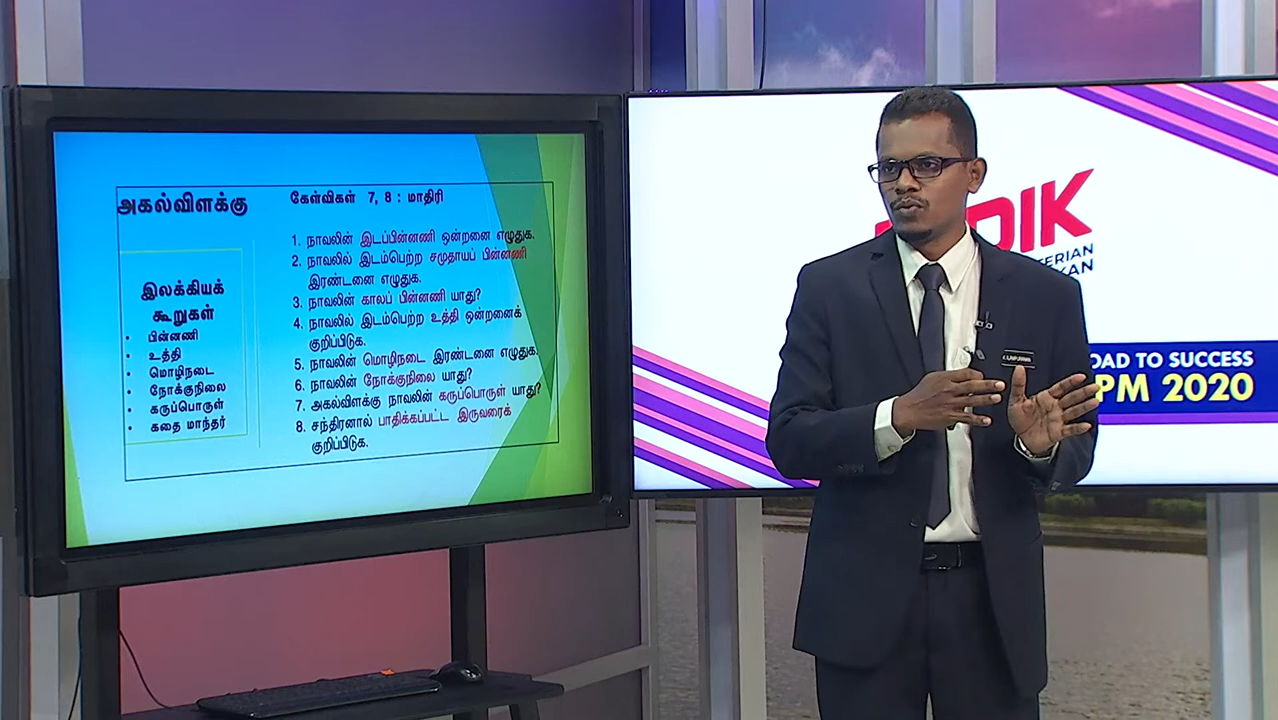 அகல்விளக்கு
கேள்விகள் 7, 8 : மாதிரி
இலக்கியக்
கூறுகள்
• பின்னணி
• உத்தி
• மொழிநடை
• நோக்குநிலை
• கருப்பொருள்
• கதை மாந்தர்
1. நாவலின் இடப்பின்னணி ஒன்றனை எழுதுக.
2. நாவலில் இடம்பெற்ற சமுதாயப் பின்னணி
இரண்டனை எழுதுக.
3. நாவலின் காலப் பின்னணி யாது?
4. நாவலில் இடம்பெற்ற உத்தி ஒன்றனைக்
குறிப்பிடுக.
5. நாவலின் மொழிநடை இரண்டனை எழுதுக.
6. நாவலின் நோக்குநிலை யாது?
7. அகல்விளக்கு நாவலின் கருப்பொருள் யாது?
8. சந்திரனால் பாதிக்கப்பட்ட இருவரைக்
குறிப்பிடுக.
DIK
TERIAN
KAN
OAD TO SUCCESS
PM 2020